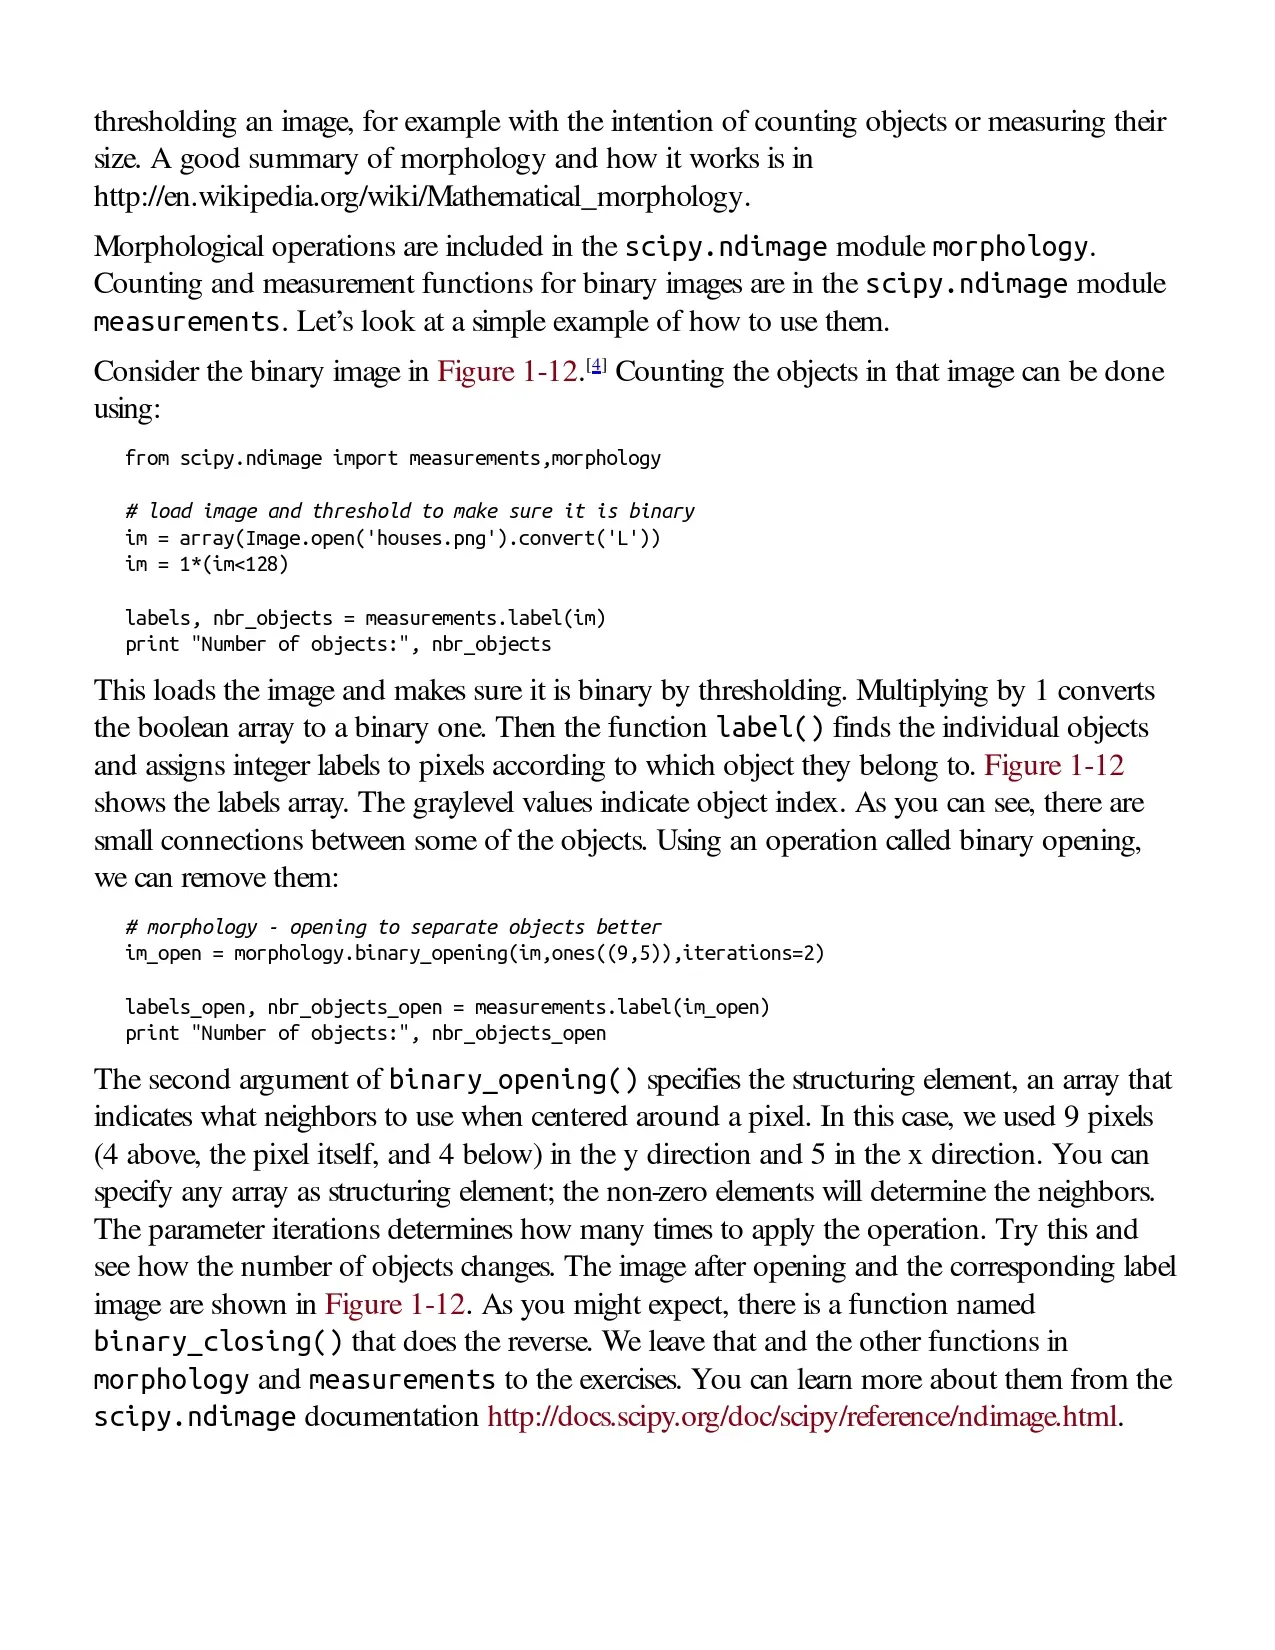 thresholding an image, for example with the intention of counting objects or measuring their
size. A good summary of morphology and how it works is in
http://en.wikipedia.org/wiki/Mathematical_morphology.
Morphological operations are included in the scipy.ndimage module morphology.
Counting and measurement functions for binary images are in the scipy.ndimage module
measurements. Let’s look at a simple example of how to use them.
Consider the binary image in Figure 1-12.[4] Counting the objects in that image can be done
using:
from scipy.ndimage import measurements,morphology
# load image and threshold to make sure it is binary
im = array(Image.open('houses.png').convert('L'))
im = 1*(im<128)
labels, nbr_objects = measurements.label(im)
print "Number of objects:", nbr_objects
This loads the image and makes sure it is binary by thresholding. Multiplying by 1 converts
the boolean array to a binary one. Then the function label() finds the individual objects
and assigns integer labels to pixels according to which object they belong to. Figure 1-12
shows the labels array. The graylevel values indicate object index. As you can see, there are
small connections between some of the objects. Using an operation called binary opening,
we can remove them:
# morphology - opening to separate objects better
im_open = morphology.binary_opening(im,ones((9,5)),iterations=2)
labels_open, nbr_objects_open = measurements.label(im_open)
print "Number of objects:", nbr_objects_open
The second argument of binary_opening() specifies the structuring element, an array that
indicates what neighbors to use when centered around a pixel. In this case, we used 9 pixels
(4 above, the pixel itself, and 4 below) in the y direction and 5 in the x direction. You can
specify any array as structuring element; the non-zero elements will determine the neighbors.
The parameter iterations determines how many times to apply the operation. Try this and
see how the number of objects changes. The image after opening and the corresponding label
image are shown in Figure 1-12. As you might expect, there is a function named
binary_closing() that does the reverse. We leave that and the other functions in
morphology and measurements to the exercises. You can learn more about them from the
scipy.ndimage documentation http://docs.scipy.org/doc/scipy/reference/ndimage.html.